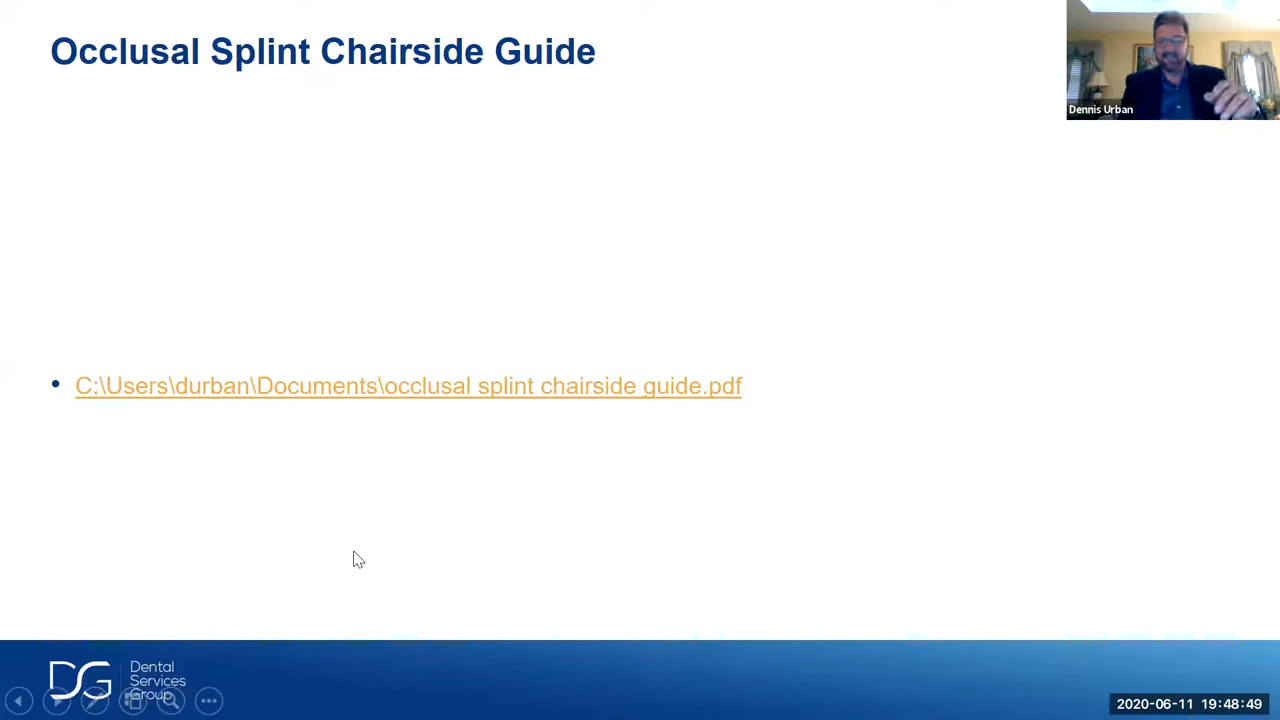 Occlusal Splint Chairside Guide
Dennis Urban
• C:\Users\durban\Documents\occlusal splint chairside guide.pdf
DSG
Dental
Services
Group
2020-06-11 19:48:49